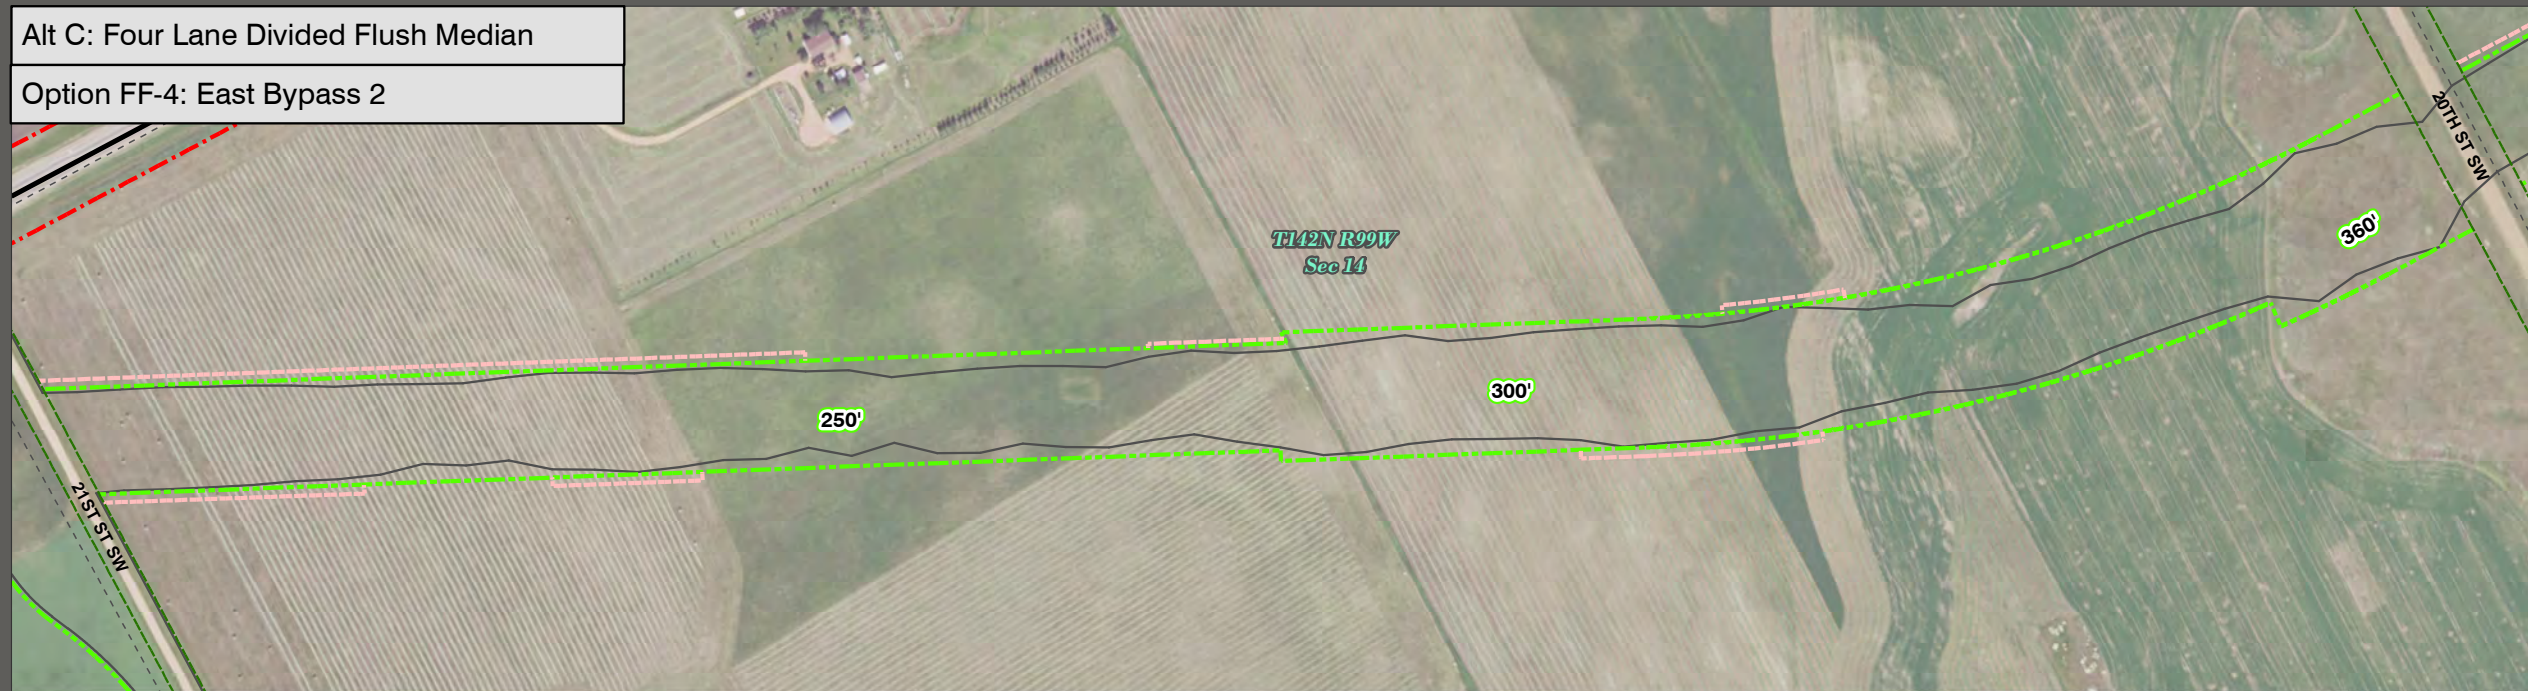 Alt C: Four Lane Divided Flush Median
Option FF-4: East Bypass 2
20TH ST SW
T142N R99W
Sec 14
360'
300'
250'
21ST ST SW